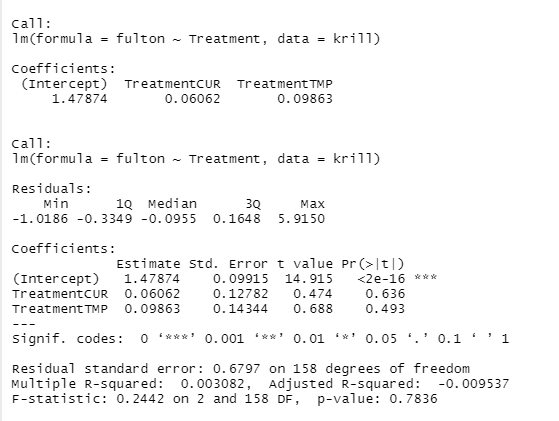 Call:
lm(formula = fulton ~ Treatment, data = krill)
Coefficients:
(Intercept) TreatmentCUR TreatmentTMP
1.47874 0.06062 0.09863
Call:
lm(formula = fulton ~ Treatment, data = krill)
Residuals:
Min 1Q Median 3Q Max
-1.0186 -0.3349 -0.0955 0.1648 5.9150
Coefficients:
Estimate Std. Error t value Pr(>|t|)
(Intercept) 1.47874 0.09915 14.915 <2e-16 ***
TreatmentCUR 0.06062 0.12782 0.474 0.636
TreatmentTMP 0.09863 0.14344 0.688 0.493
---
Signif. codes: 0 ‘***’ 0.001 ‘**’ 0.01 ‘*’ 0.05 ‘.’ 0.1 ‘ ’ 1
Residual standard error: 0.6797 on 158 degrees of freedom
Multiple R-squared: 0.003082, Adjusted R-squared: -0.009537
F-statistic: 0.2442 on 2 and 158 DF, p-value: 0.7836